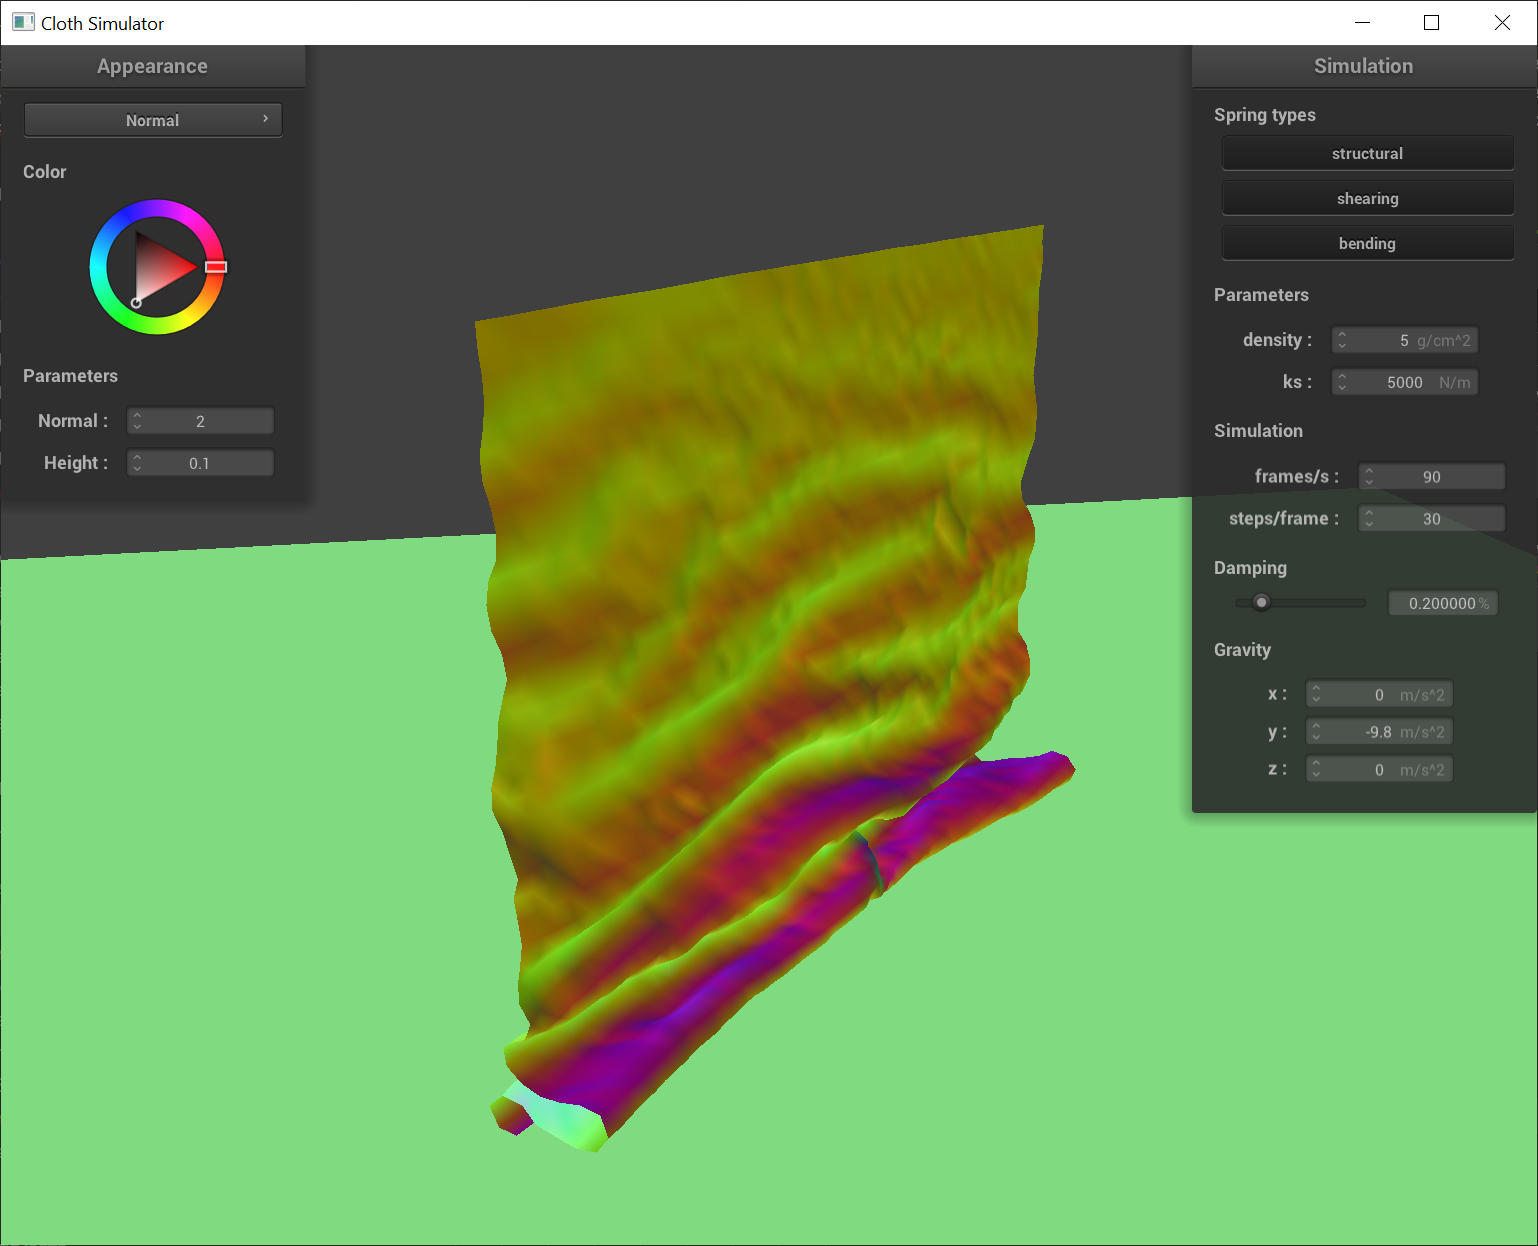 Cloth Simulator
Appearance
Normal
Color
Parameters
Normal : 2
Height : 0.1
Simulation
Spring types
structural
shearing
bending
Parameters
density : 5 g/cm^2
ks : 5000 N/m
Simulation
frames/s : 90
steps/frame : 30
Damping
0.200000 %
Gravity
x : 0 m/s^2
y : -9.8 m/s^2
z : 0 m/s^2